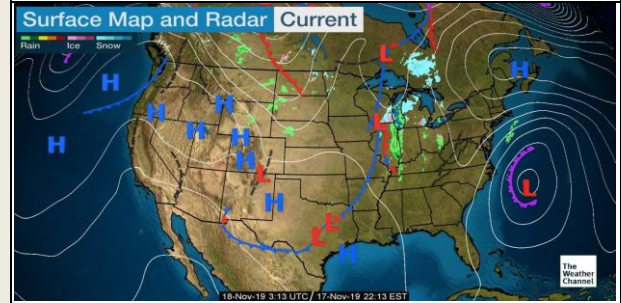 Surface Map and Radar Current
Rain Ice Snow
H
H
H
H
H
H
H
H
H
H
L
L
L
L
L
L
The
Weather
Channel
18-Nov-19 3:13 UTC / 17-Nov-19 22:13 EST